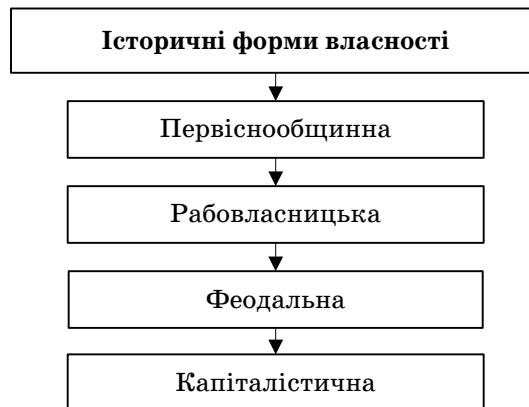 Історичні форми власності
Первіснообщинна
Рабовласницька
Феодальна
Капіталістична